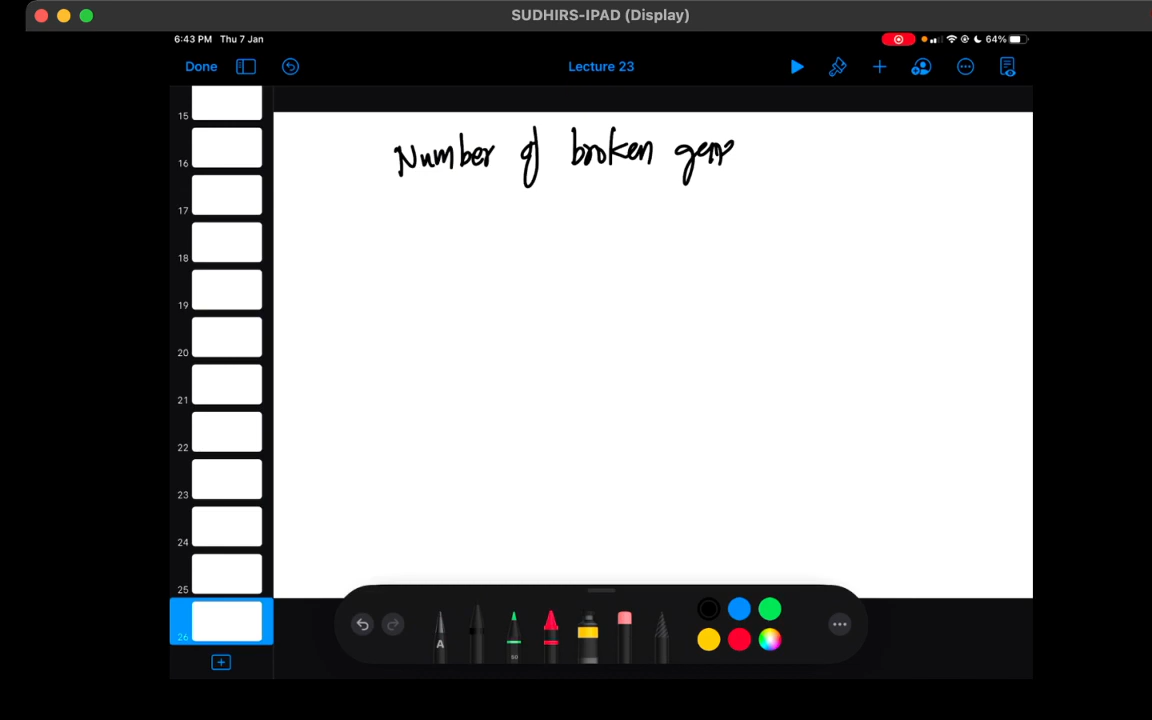 SUDHIRS-IPAD (Display)
6:43 PM Thu 7 Jan
64%
Done
Lecture 23
Number of broken gen
15
16
17
18
19
20
21
22
23
24
25
26
A
50